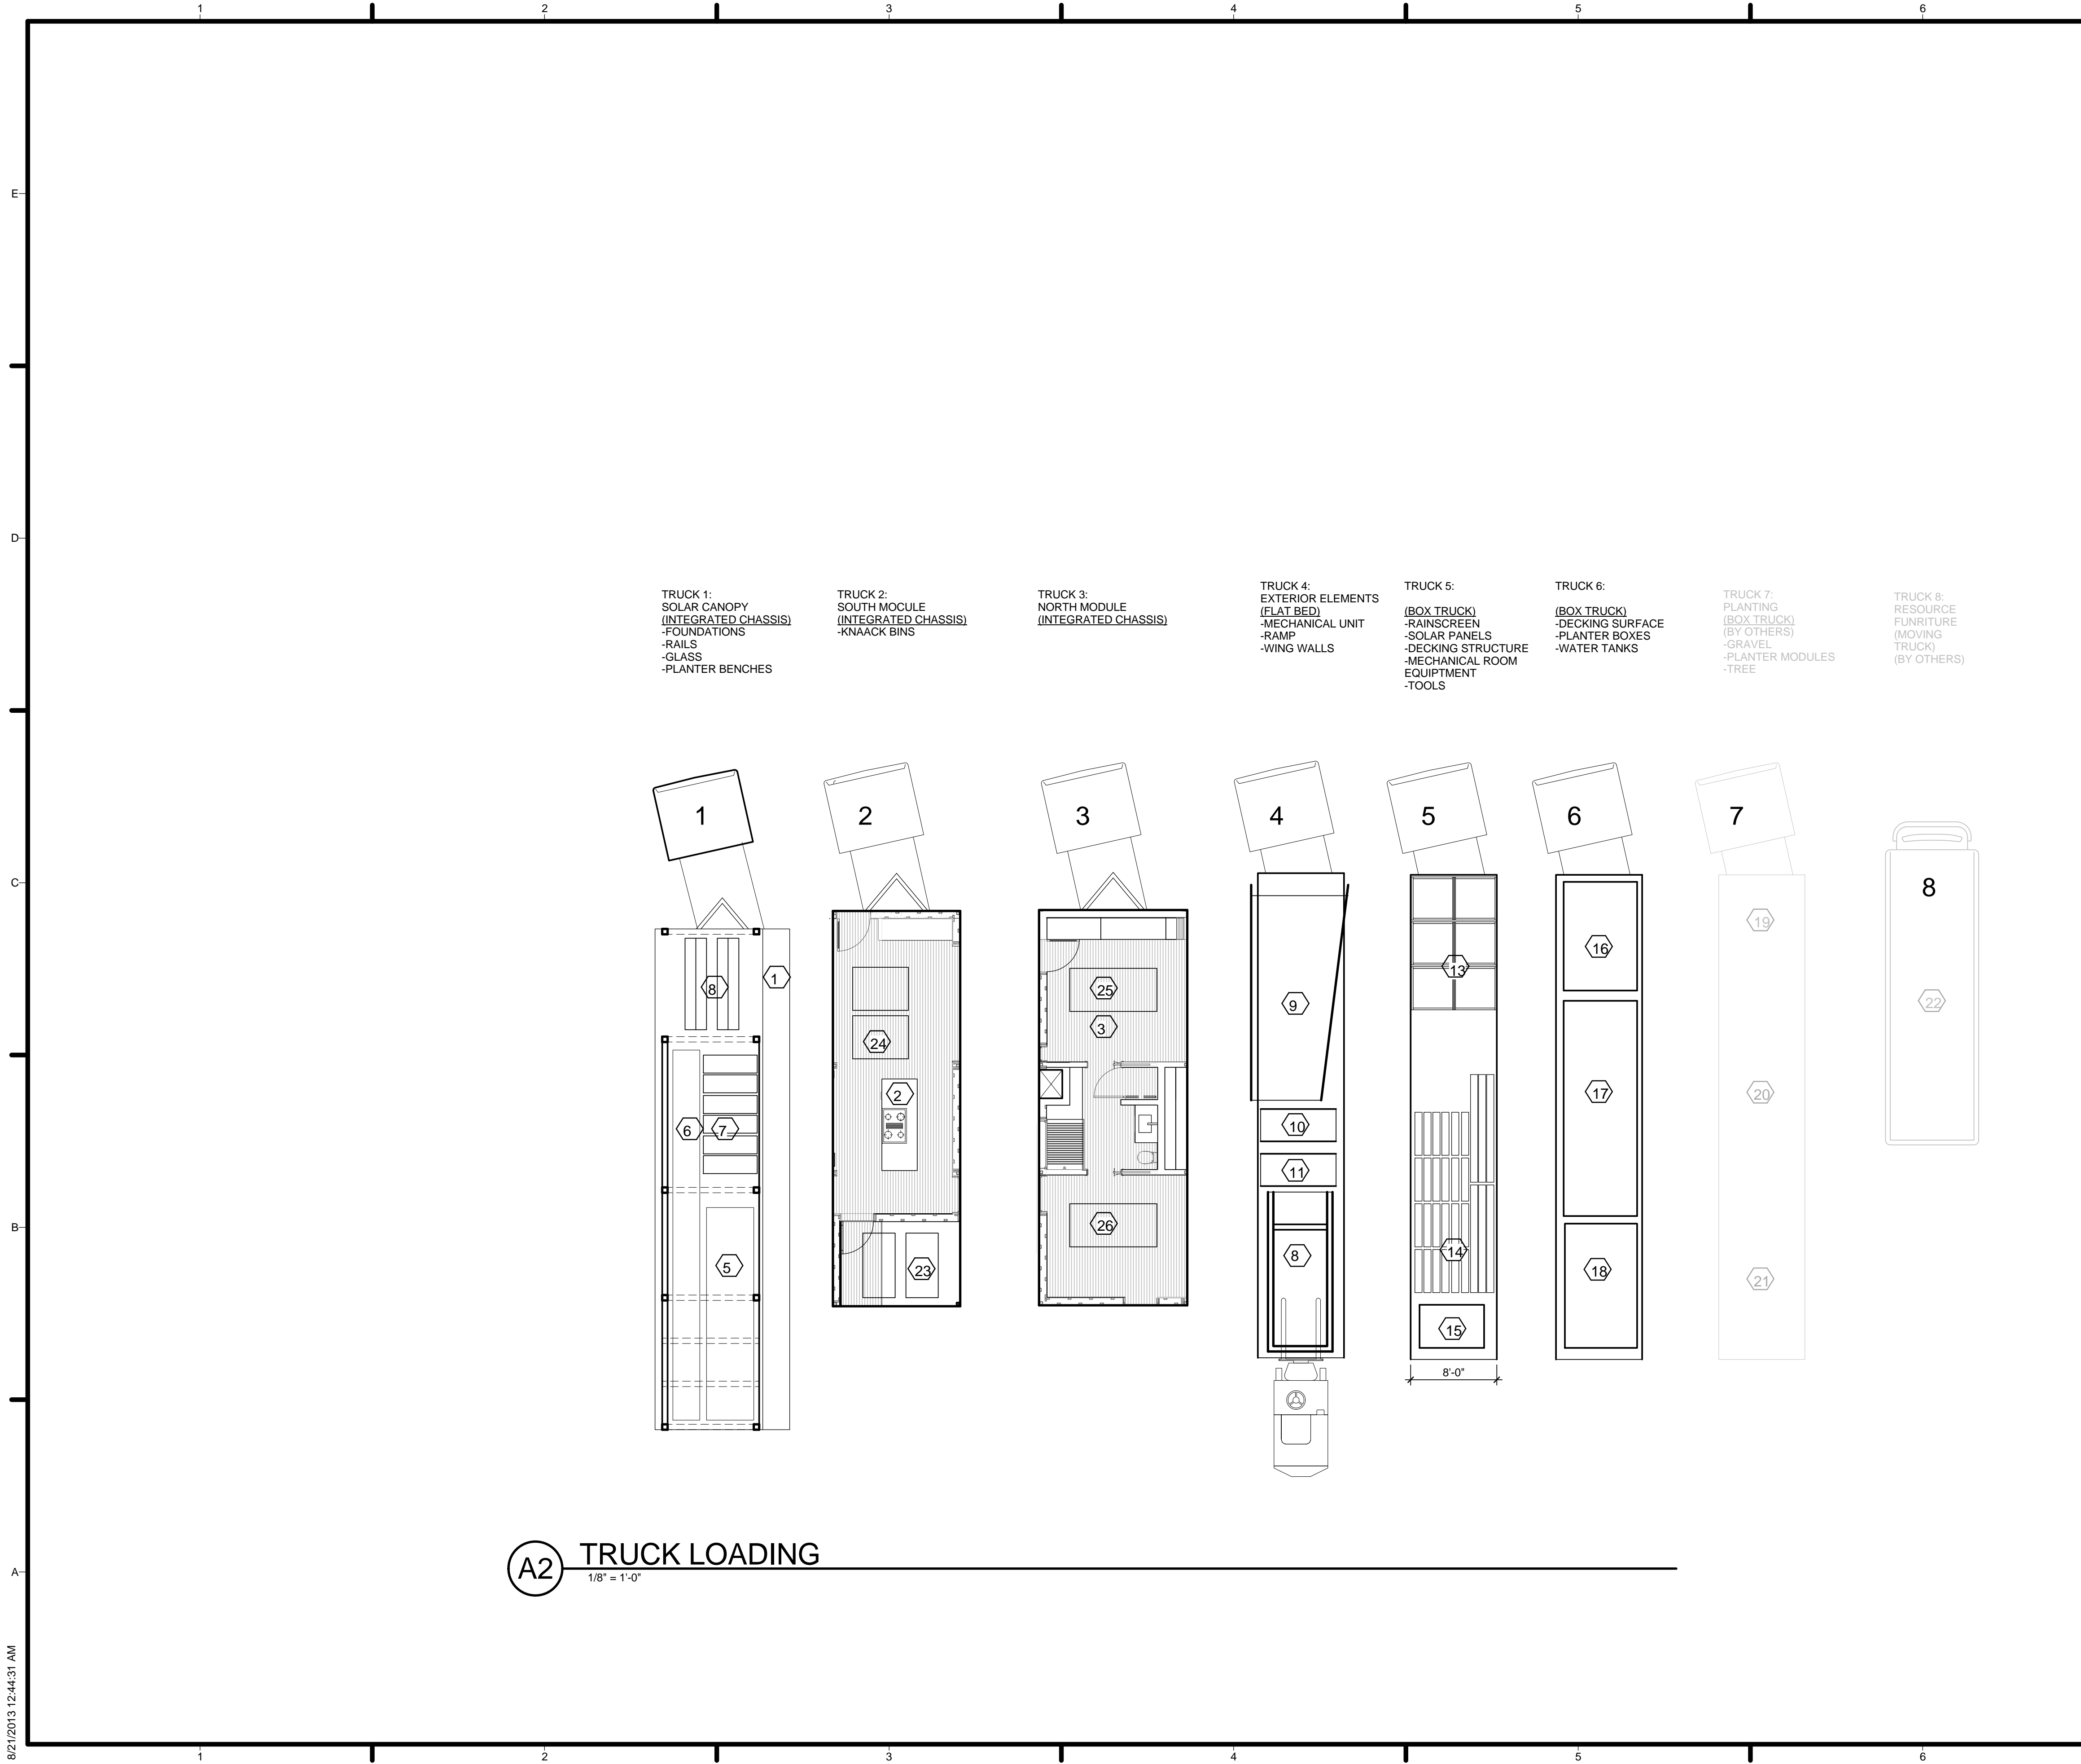 1 2 3 4 5 6
E
D
C
B
A
TRUCK 1:
SOLAR CANOPY
(INTEGRATED CHASSIS)
-FOUNDATIONS
-RAILS
-GLASS
-PLANTER BENCHES
TRUCK 2:
SOUTH MOCULE
(INTEGRATED CHASSIS)
-KNAACK BINS
TRUCK 3:
NORTH MODULE
(INTEGRATED CHASSIS)
TRUCK 4:
EXTERIOR ELEMENTS
(FLAT BED)
-MECHANICAL UNIT
-RAMP
-WING WALLS
TRUCK 5:
(BOX TRUCK)
-RAINSCREEN
-SOLAR PANELS
-DECKING STRUCTURE
-MECHANICAL ROOM
EQUIPTMENT
-TOOLS
TRUCK 6:
(BOX TRUCK)
-DECKING SURFACE
-PLANTER BOXES
-WATER TANKS
TRUCK 7:
PLANTING
(BOX TRUCK)
(BY OTHERS)
-GRAVEL
-PLANTER MODULES
-TREE
TRUCK 8:
RESOURCE
FUNRITURE
(MOVING
TRUCK)
(BY OTHERS)
1
8
1
6
7
5
2
24
2
23
3
25
3
26
4
9
10
11
8
5
13
14
15
8'-0"
6
16
17
18
7
19
20
21
8
22
A2
TRUCK LOADING
1/8" = 1'-0"
8/21/2013 12:44:31 AM
1 2 3 4 5 6